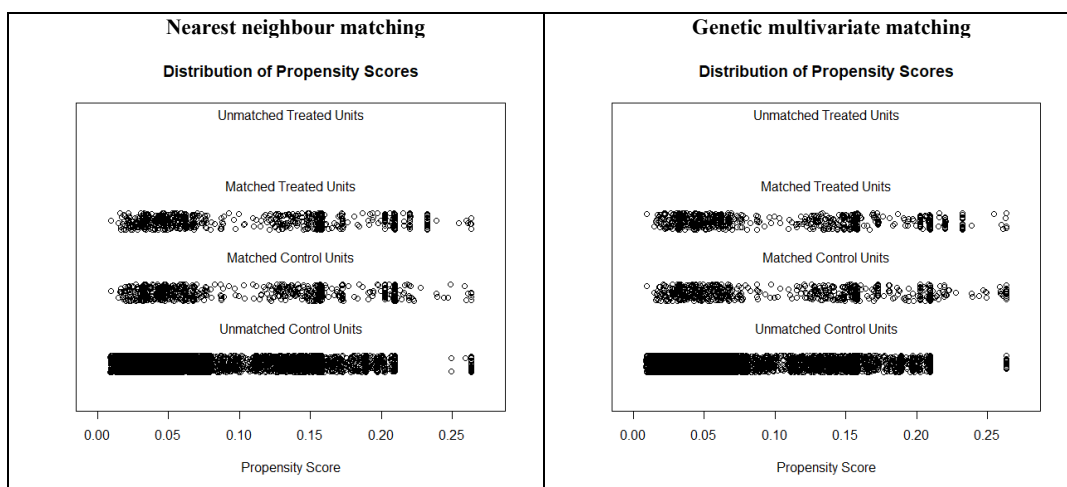 Nearest neighbour matching
Distribution of Propensity Scores
Unmatched Treated Units
Matched Treated Units
Matched Control Units
Unmatched Control Units
0.00 0.05 0.10 0.15 0.20 0.25
Propensity Score
Genetic multivariate matching
Distribution of Propensity Scores
Unmatched Treated Units
Matched Treated Units
Matched Control Units
Unmatched Control Units
0.00 0.05 0.10 0.15 0.20 0.25
Propensity Score